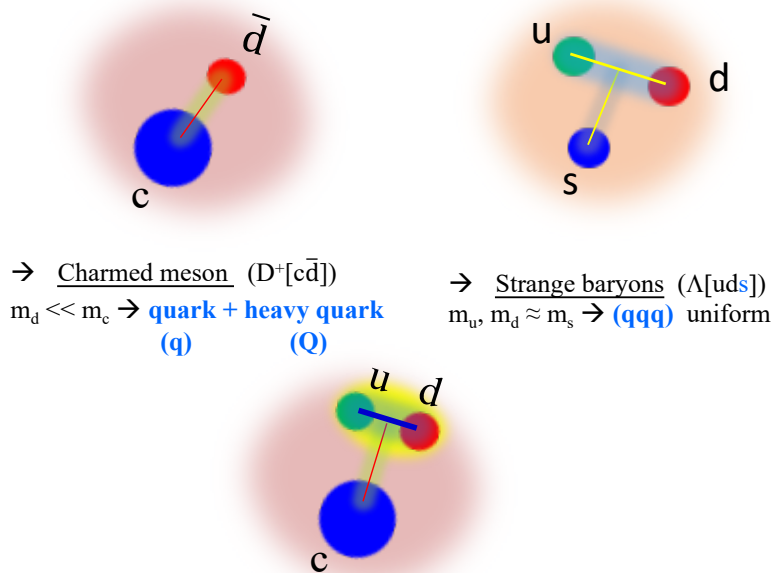 d̅
c
u
d
s
→ Charmed meson (D⁺[cd̅])
m_d << m_c → quark + heavy quark
(q) (Q)
→ Strange baryons (Λ[uds])
m_u, m_d ≈ m_s → (qqq) uniform
u
d
c